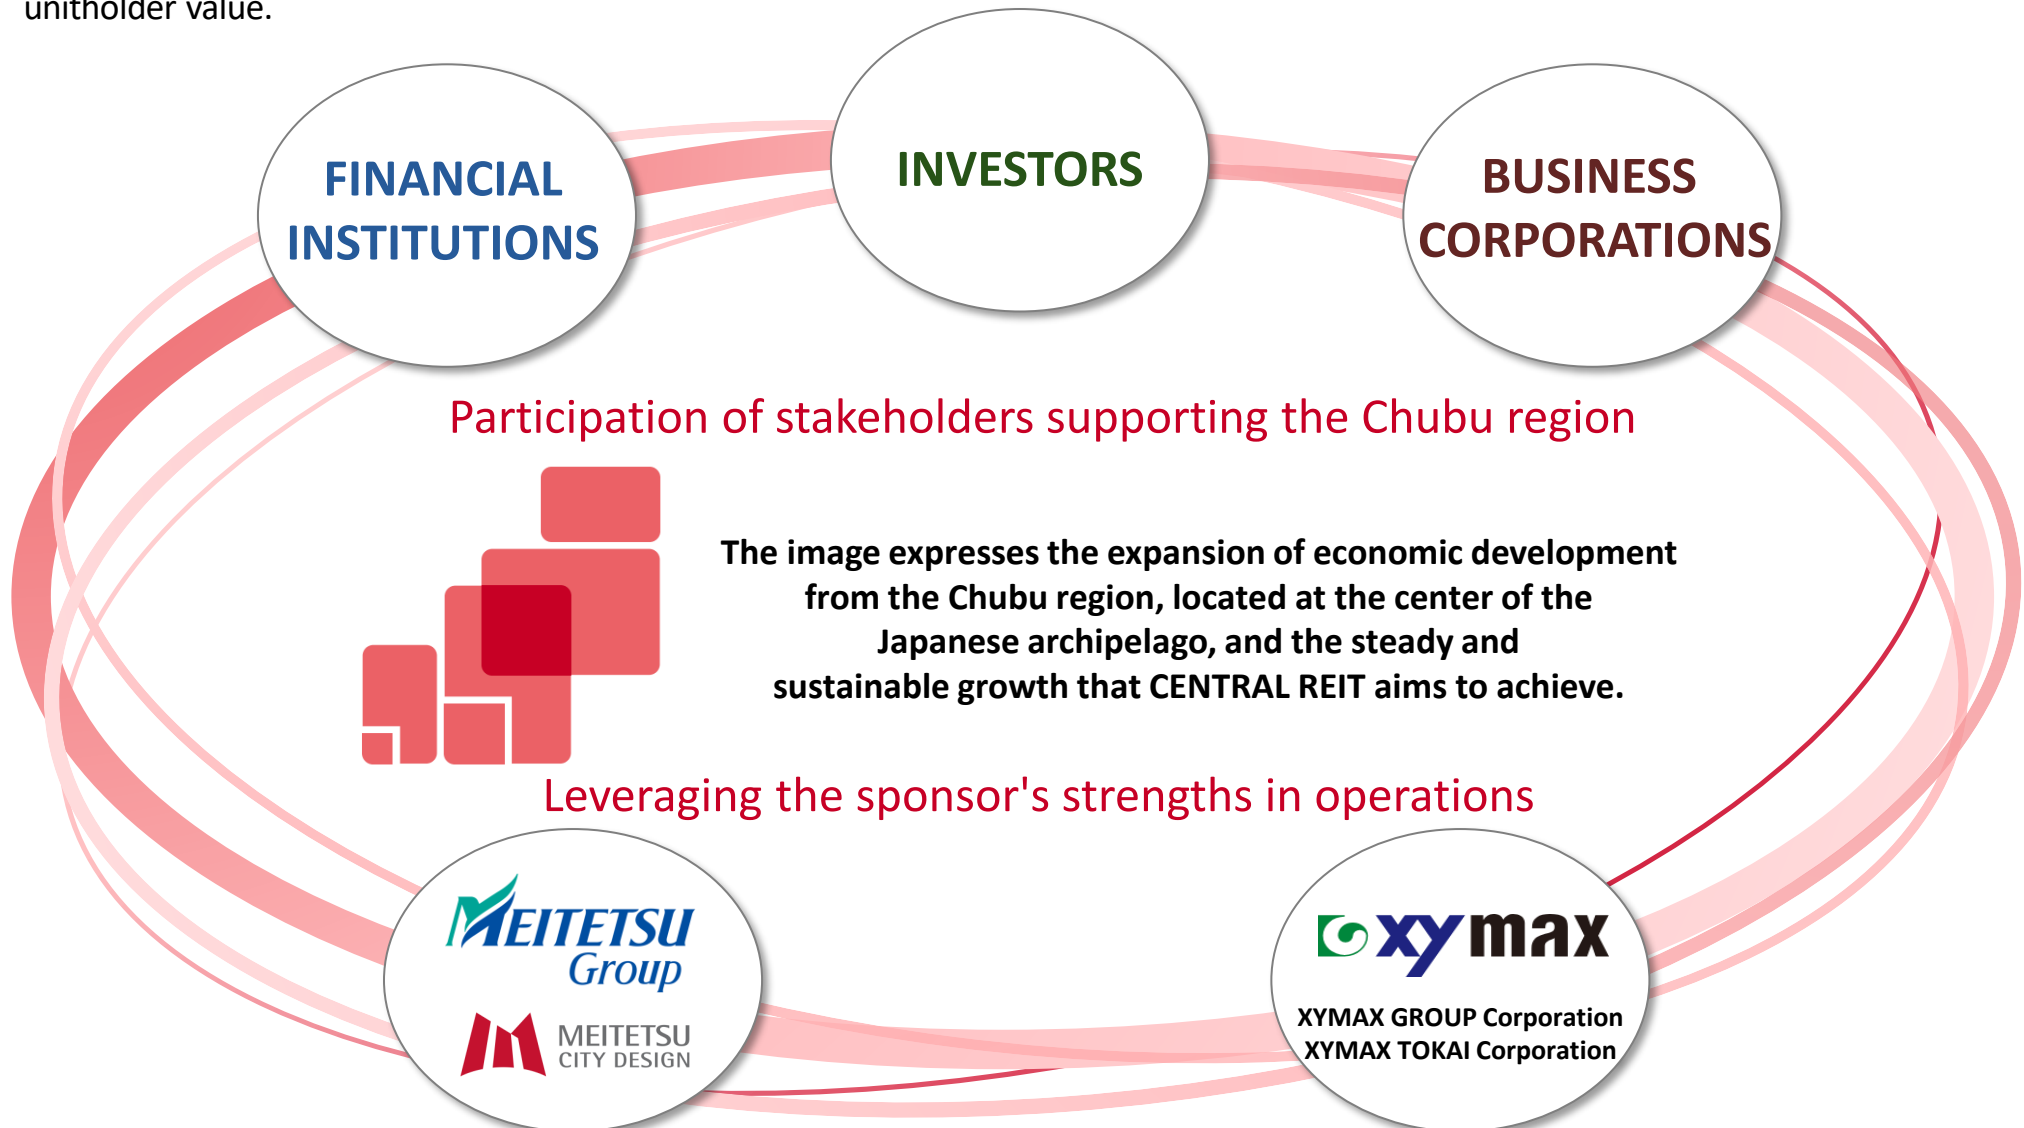 unitholder value.
FINANCIAL
INSTITUTIONS
INVESTORS
BUSINESS
CORPORATIONS
Participation of stakeholders supporting the Chubu region
The image expresses the expansion of economic development
from the Chubu region, located at the center of the
Japanese archipelago, and the steady and
sustainable growth that CENTRAL REIT aims to achieve.
Leveraging the sponsor's strengths in operations
MEITETSU
Group
MEITETSU
CITY DESIGN
xymax
XYMAX GROUP Corporation
XYMAX TOKAI Corporation